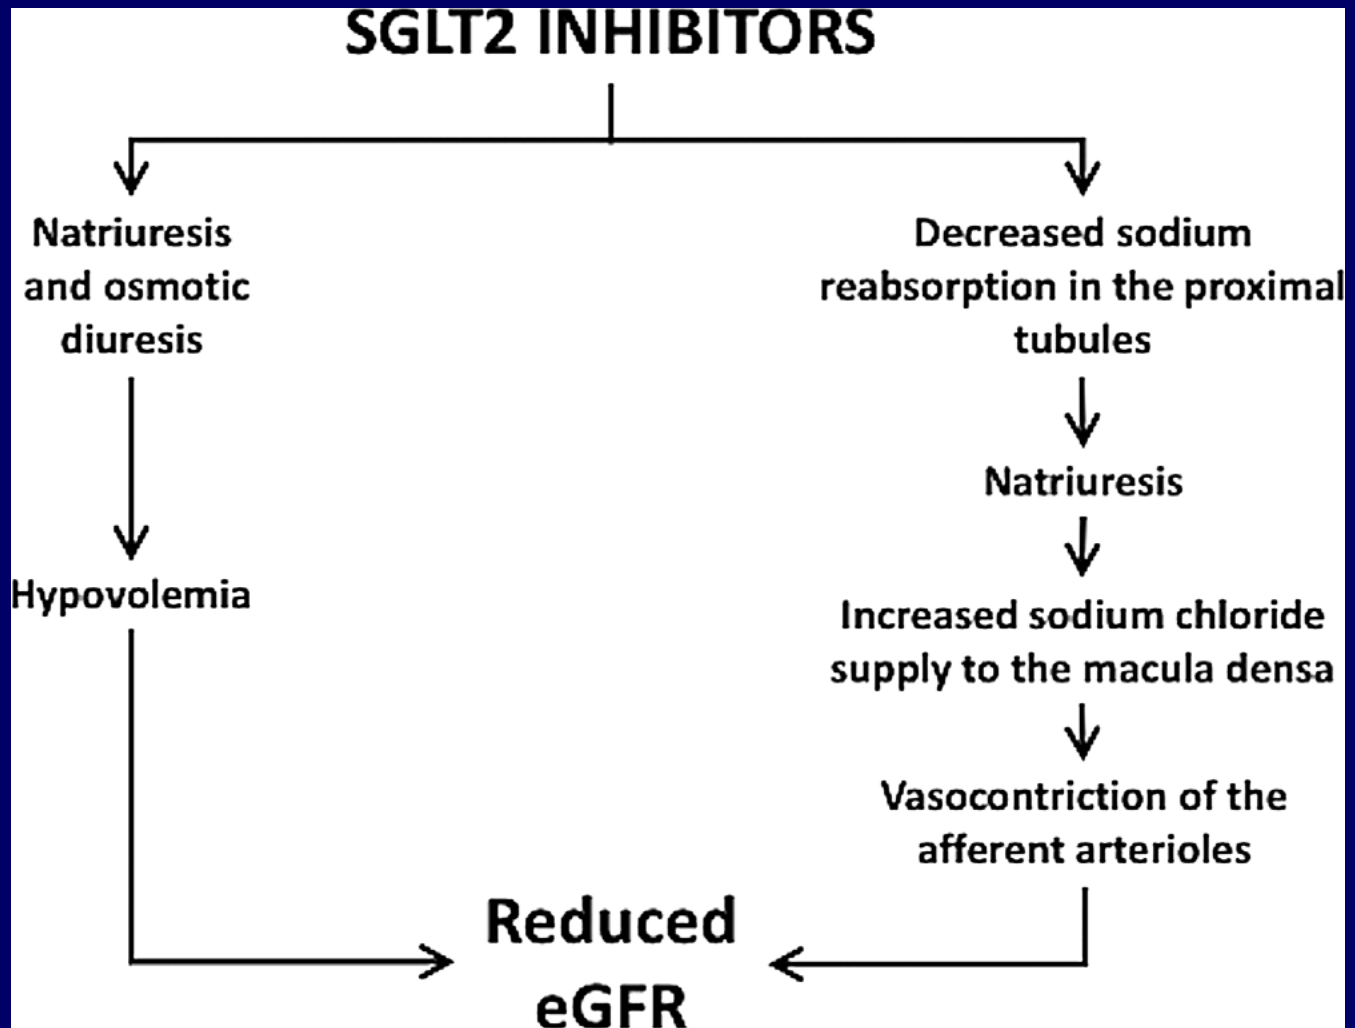 SGLT2 INHIBITORS
Natriuresis
and osmotic
diuresis
Hypovolemia
Decreased sodium
reabsorption in the proximal
tubules
Natriuresis
Increased sodium chloride
supply to the macula densa
Vasocontriction of the
afferent arterioles
Reduced
eGFR